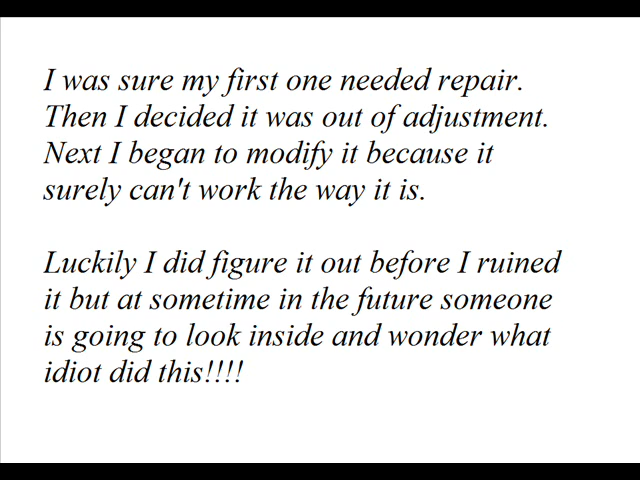 I was sure my first one needed repair.
Then I decided it was out of adjustment.
Next I began to modify it because it
surely can't work the way it is.
Luckily I did figure it out before I ruined
it but at sometime in the future someone
is going to look inside and wonder what
idiot did this!!!!